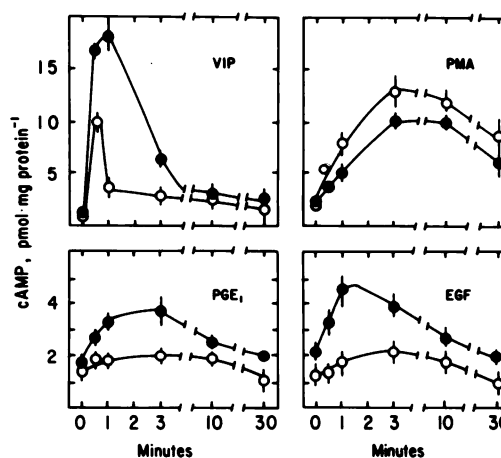 VIP
PMA
15
10
5
cAMP, pmol·mg protein⁻¹
PGE₁
EGF
4
2
0 1 3 10 30
0 1 3 10 30
Minutes
Minutes